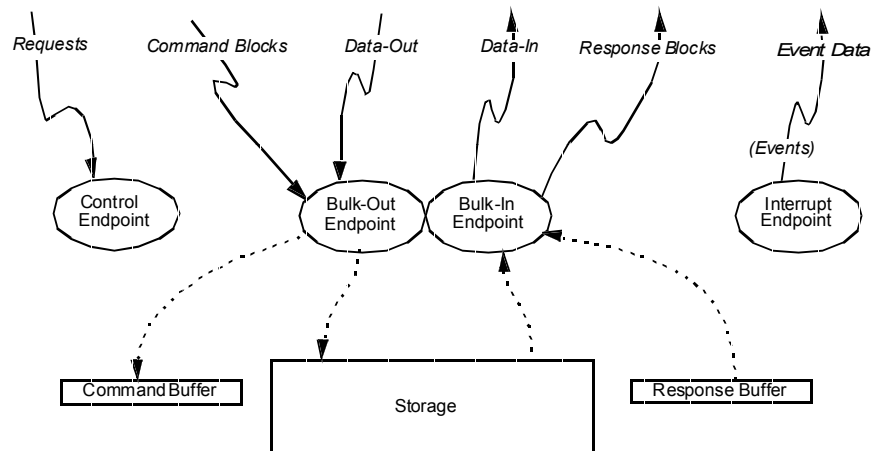 Requests
Command Blocks
Data-Out
Data-In
Response Blocks
Event Data
(Events)
Control
Endpoint
Bulk-Out
Endpoint
Bulk-In
Endpoint
Interrupt
Endpoint
Command Buffer
Storage
Response Buffer